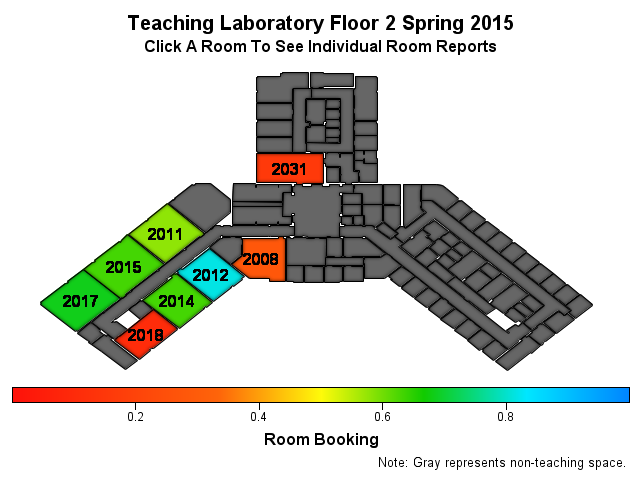 Teaching Laboratory Floor 2 Spring 2015
Click A Room To See Individual Room Reports
2031
2011
2015
2008
2012
2017
2014
2018
0.2 0.4 0.6 0.8
Room Booking
Note: Gray represents non-teaching space.